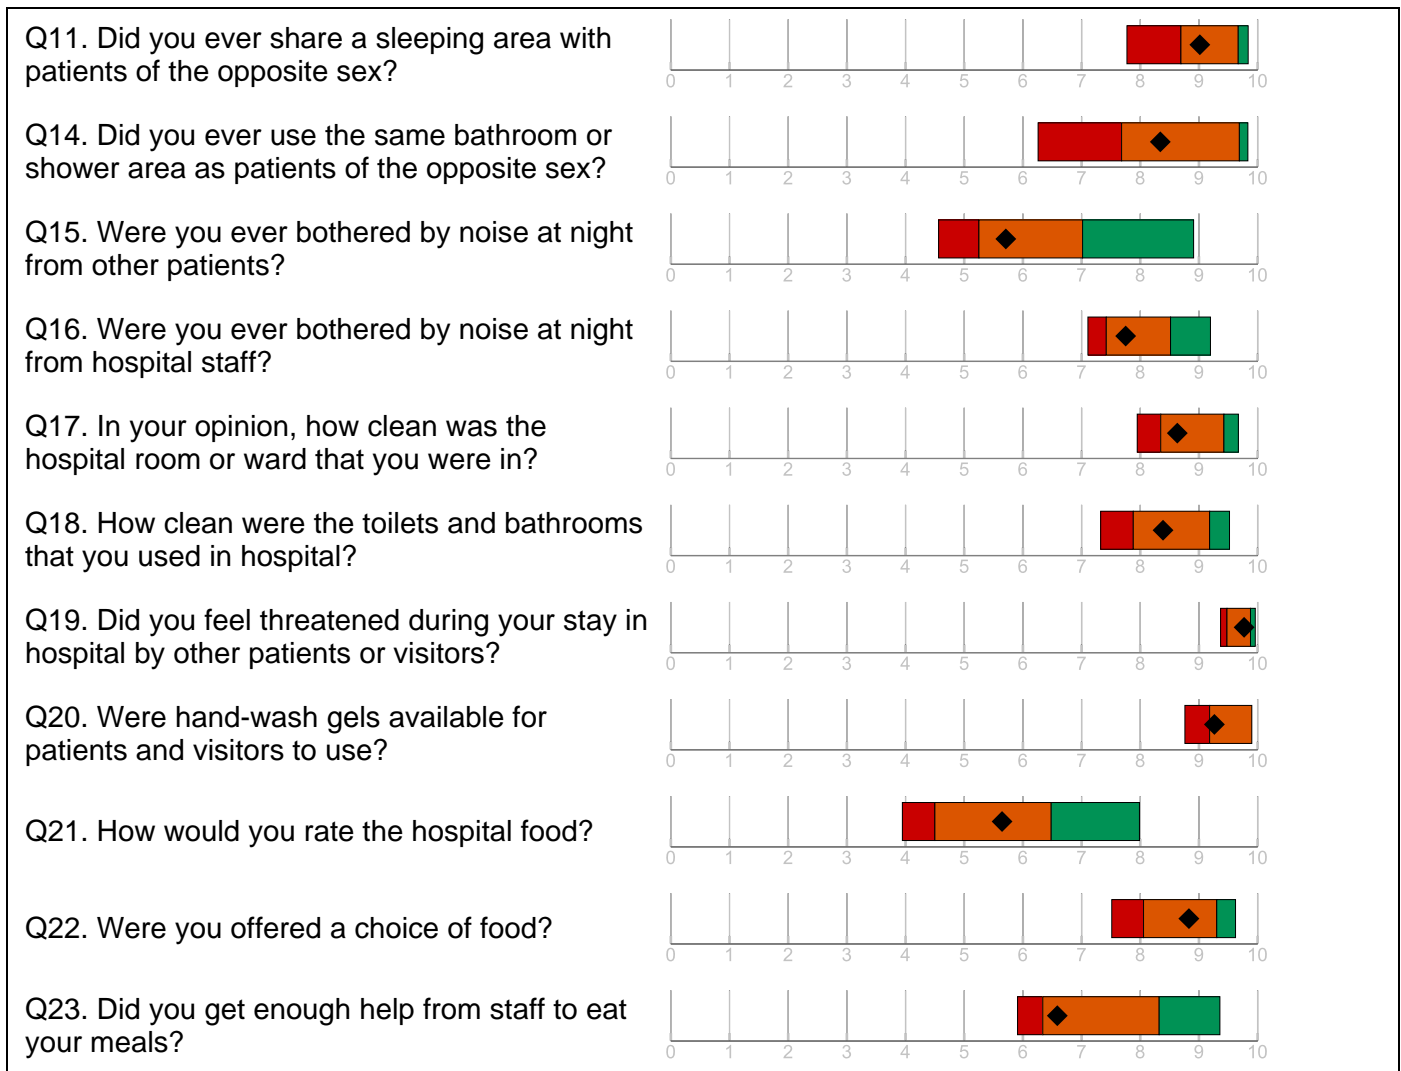 Q11. Did you ever share a sleeping area with
patients of the opposite sex?
0 1 2 3 4 5 6 7 8 9 10
Q14. Did you ever use the same bathroom or
shower area as patients of the opposite sex?
0 1 2 3 4 5 6 7 8 9 10
Q15. Were you ever bothered by noise at night
from other patients?
0 1 2 3 4 5 6 7 8 9 10
Q16. Were you ever bothered by noise at night
from hospital staff?
0 1 2 3 4 5 6 7 8 9 10
Q17. In your opinion, how clean was the
hospital room or ward that you were in?
0 1 2 3 4 5 6 7 8 9 10
Q18. How clean were the toilets and bathrooms
that you used in hospital?
0 1 2 3 4 5 6 7 8 9 10
Q19. Did you feel threatened during your stay in
hospital by other patients or visitors?
0 1 2 3 4 5 6 7 8 9 10
Q20. Were hand-wash gels available for
patients and visitors to use?
0 1 2 3 4 5 6 7 8 9 10
Q21. How would you rate the hospital food?
0 1 2 3 4 5 6 7 8 9 10
Q22. Were you offered a choice of food?
0 1 2 3 4 5 6 7 8 9 10
Q23. Did you get enough help from staff to eat
your meals?
0 1 2 3 4 5 6 7 8 9 10